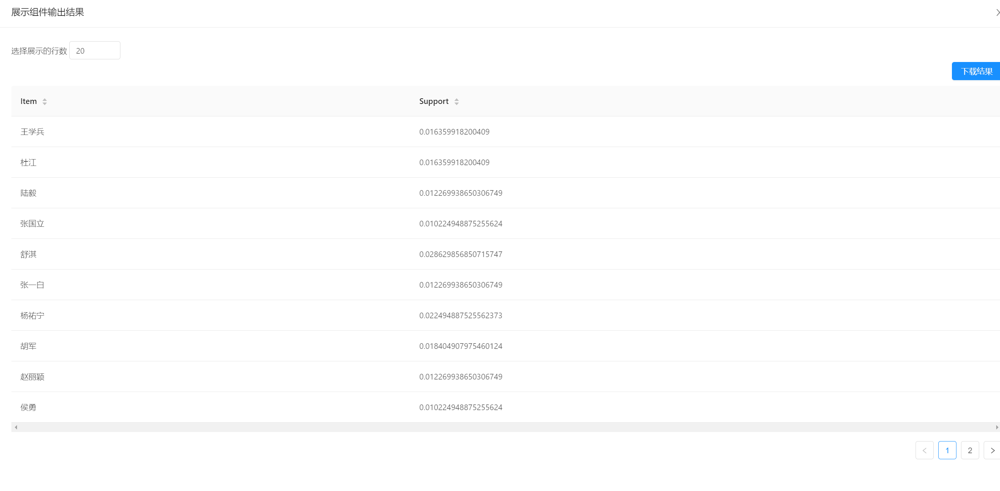 展示组件输出结果
选择展示的行数 20
下载结果
Item Support
王学兵 0.016359918200409
杜江 0.016359918200409
陆毅 0.012269938650306749
张国立 0.010224948875255624
舒淇 0.028629856850715747
张一白 0.012269938650306749
杨祐宁 0.022494887525562373
胡军 0.018404907975460124
赵丽颖 0.012269938650306749
侯勇 0.010224948875255624
1 2